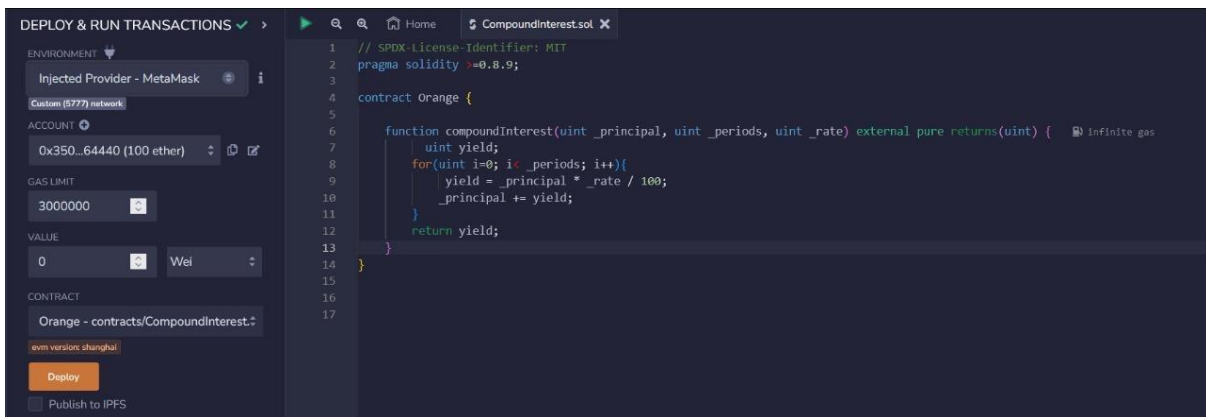 DEPLOY & RUN TRANSACTIONS
ENVIRONMENT
Injected Provider - MetaMask
Custom (5777) network
ACCOUNT
0x350...64440 (100 ether)
GAS LIMIT
3000000
VALUE
0 Wei
CONTRACT
Orange - contracts/CompoundInterest.
evm version: shanghai
Deploy
Publish to IPFS
Home CompoundInterest.sol
1 // SPDX-License-Identifier: MIT
2 pragma solidity >=0.8.9;
3
4 contract Orange {
5
6 function compoundInterest(uint _principal, uint _periods, uint _rate) external pure returns(uint) { infinite gas
7 uint yield;
8 for(uint i=0; i< _periods; i++){
9 yield = _principal * _rate / 100;
10 _principal += yield;
11 }
12 return yield;
13 }
14 }
15
16
17